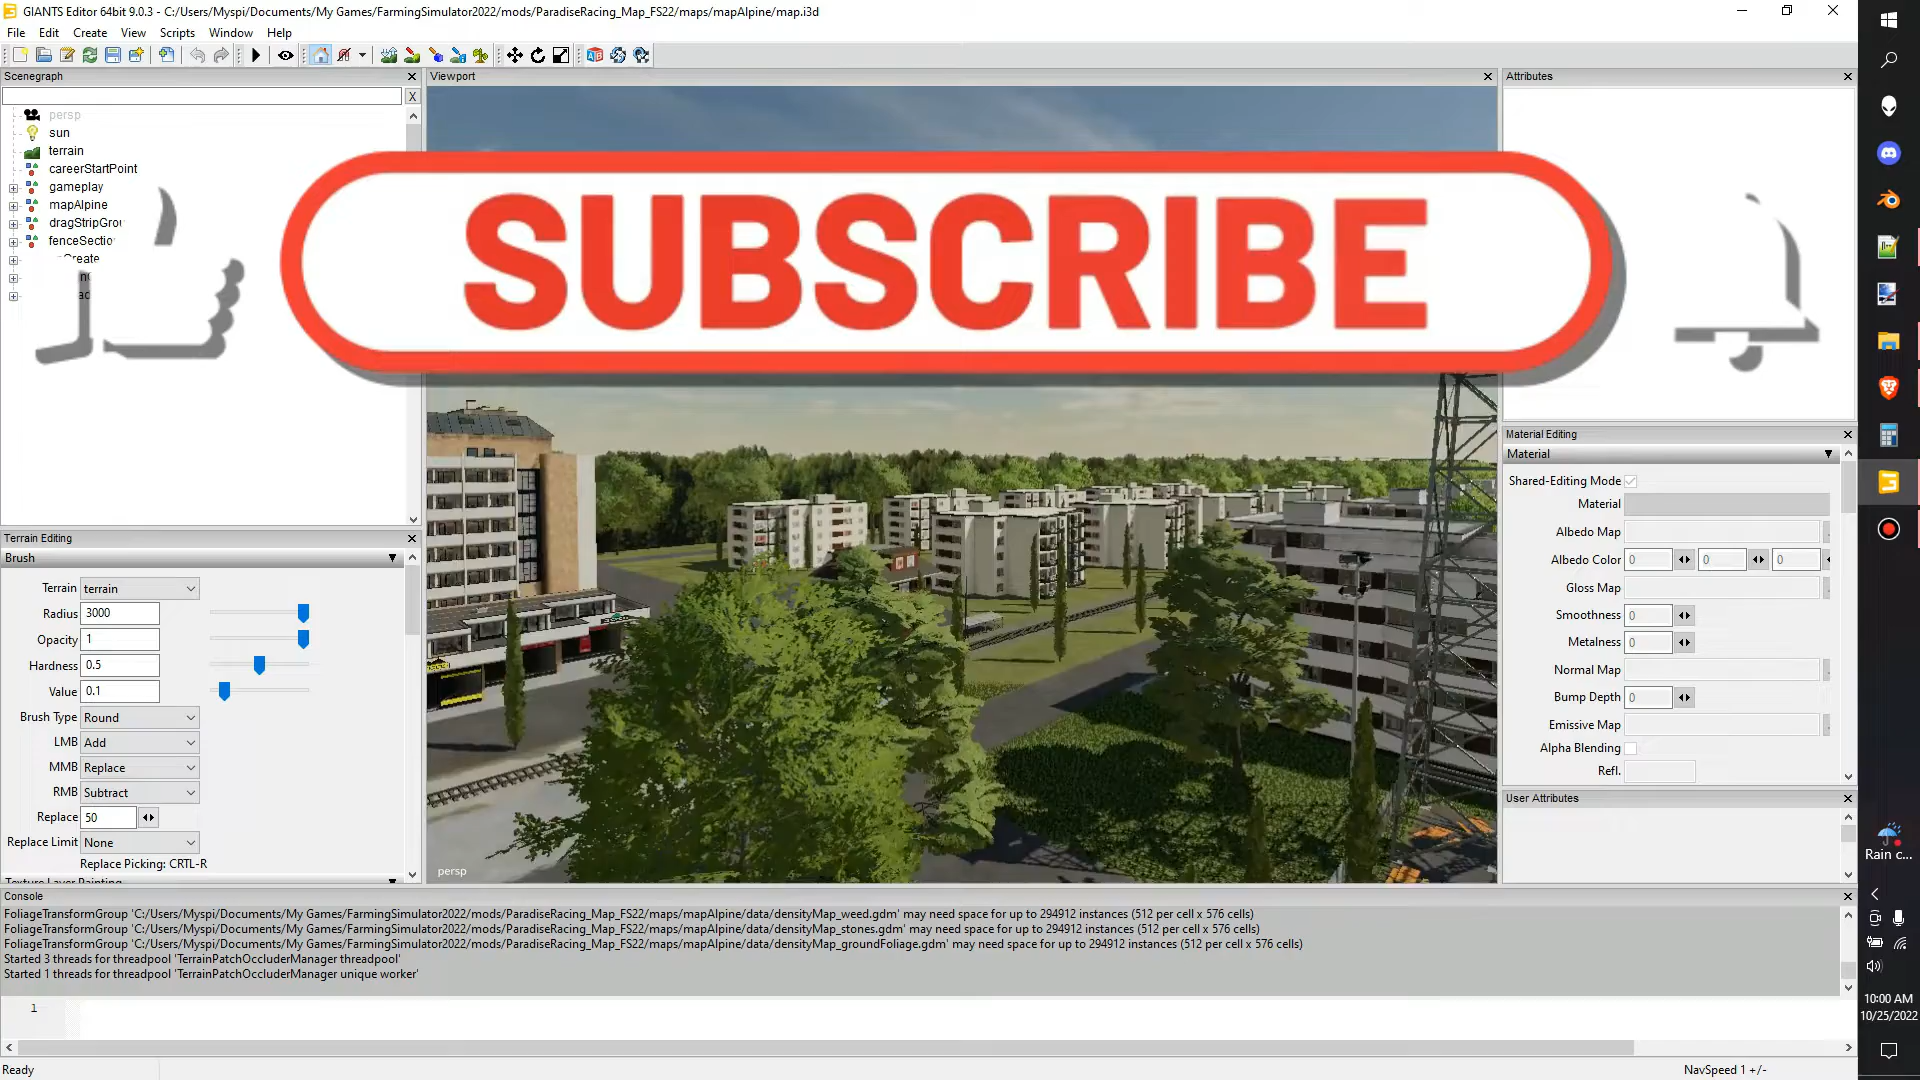 GIANTS Editor 64bit 9.0.3 - C:/Users/Myspi/Documents/My Games/FarmingSimulator2022/mods/ParadiseRacing_Map_FS22/maps/mapAlpine/map.i3d
File Edit Create View Scripts Window Help
Scenegraph
X
persp
sun
terrain
careerStartPoint
gameplay
mapAlpine
dragStripGrou
fenceSectio
Create
Viewport
SUBSCRIBE
persp
Attributes
Material Editing
Material
Shared-Editing Mode
Material
Albedo Map
Albedo Color 0 0 0
Gloss Map
Smoothness 0
Metalness 0
Normal Map
Bump Depth 0
Emissive Map
Alpha Blending
Refl.
User Attributes
Terrain Editing
Brush
Terrain terrain
Radius 3000
Opacity 1
Hardness 0.5
Value 0.1
Brush Type Round
LMB Add
MMB Replace
RMB Subtract
Replace 50
Replace Limit None
Replace Picking: CRTL-R
Texture Layer Painting
Console
FoliageTransformGroup 'C:/Users/Myspi/Documents/My Games/FarmingSimulator2022/mods/ParadiseRacing_Map_FS22/maps/mapAlpine/data/densityMap_weed.gdm' may need space for up to 294912 instances (512 per cell x 576 cells)
FoliageTransformGroup 'C:/Users/Myspi/Documents/My Games/FarmingSimulator2022/mods/ParadiseRacing_Map_FS22/maps/mapAlpine/data/densityMap_stones.gdm' may need space for up to 294912 instances (512 per cell x 576 cells)
FoliageTransformGroup 'C:/Users/Myspi/Documents/My Games/FarmingSimulator2022/mods/ParadiseRacing_Map_FS22/maps/mapAlpine/data/densityMap_groundFoliage.gdm' may need space for up to 294912 instances (512 per cell x 576 cells)
Started 3 threads for threadpool 'TerrainPatchOccluderManager threadpool'
Started 1 threads for threadpool 'TerrainPatchOccluderManager unique worker'
1
Ready
NavSpeed 1 +/-
Rain c...
10:00 AM
10/25/2022